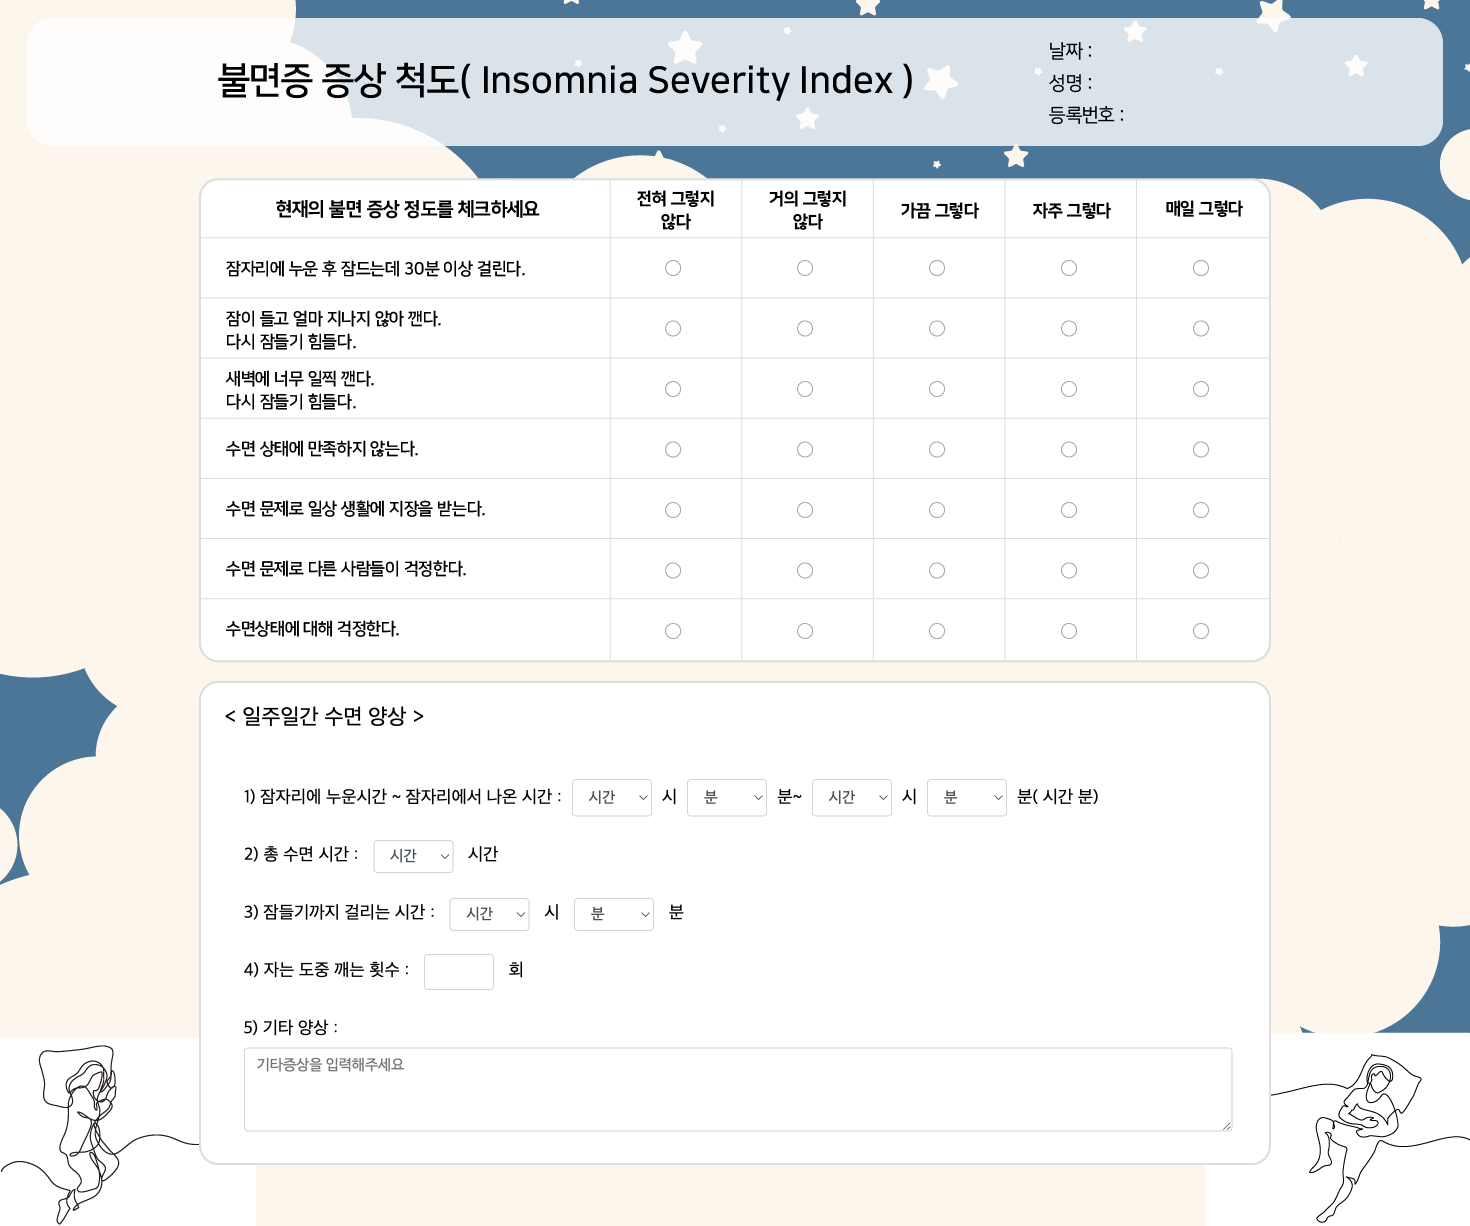 불면증 증상 척도( Insomnia Severity Index )
날짜 :
성명 :
등록번호 :
현재의 불면 증상 정도를 체크하세요
전혀 그렇지
않다
거의 그렇지
않다
가끔 그렇다
자주 그렇다
매일 그렇다
잠자리에 누운 후 잠드는데 30분 이상 걸린다.
잠이 들고 얼마 지나지 않아 깬다.
다시 잠들기 힘들다.
새벽에 너무 일찍 깬다.
다시 잠들기 힘들다.
수면 상태에 만족하지 않는다.
수면 문제로 일상 생활에 지장을 받는다.
수면 문제로 다른 사람들이 걱정한다.
수면상태에 대해 걱정한다.
< 일주일간 수면 양상 >
1) 잠자리에 누운시간 ~ 잠자리에서 나온 시간 : 시간 시 분 분~ 시간 시 분 분( 시간 분)
2) 총 수면 시간 : 시간 시간
3) 잠들기까지 걸리는 시간 : 시간 시 분 분
4) 자는 도중 깨는 횟수 : 회
5) 기타 양상 :
기타증상을 입력해주세요